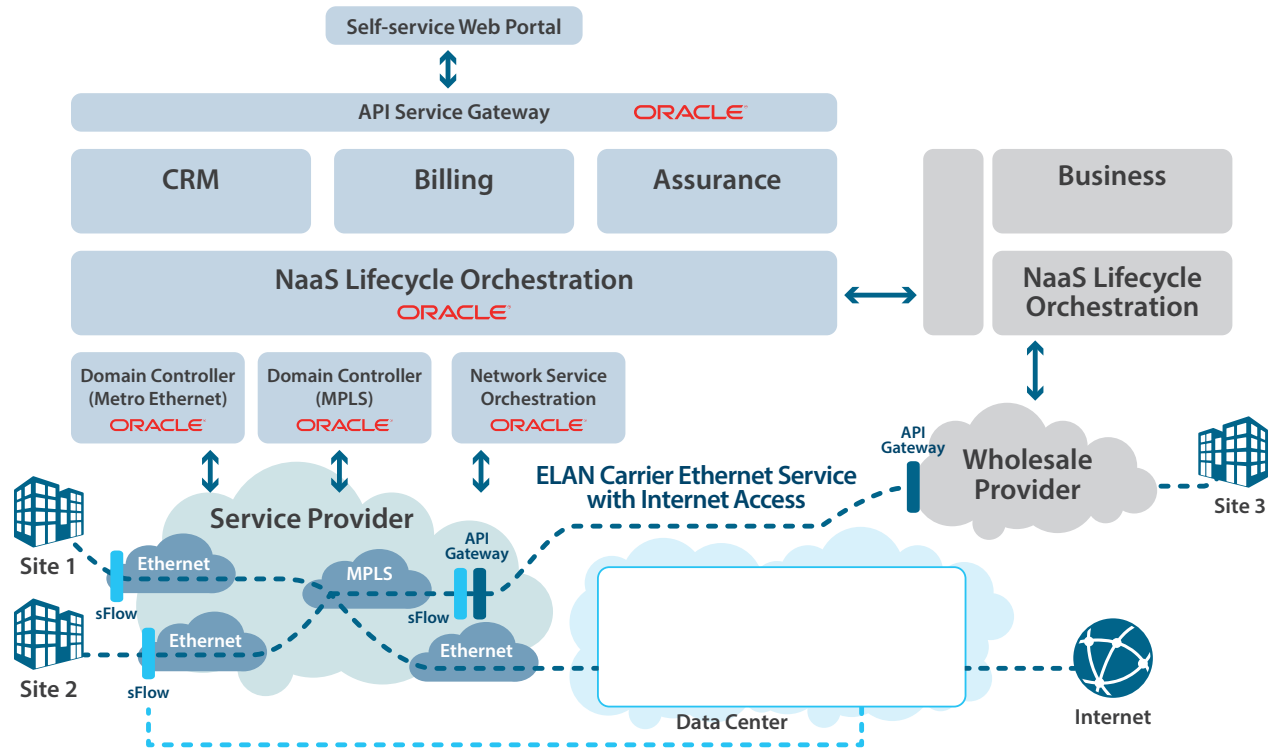 Self-service Web Portal
API Service Gateway ORACLE
CRM
Billing
Assurance
Business
NaaS Lifecycle Orchestration
ORACLE
NaaS Lifecycle
Orchestration
Domain Controller
(Metro Ethernet)
ORACLE
Domain Controller
(MPLS)
ORACLE
Network Service
Orchestration
ORACLE
API
Gateway
Wholesale
Provider
Site 3
ELAN Carrier Ethernet Service
with Internet Access
Service Provider
Site 1
Ethernet
sFlow
MPLS
API
Gateway
sFlow
Site 2
Ethernet
sFlow
Ethernet
Data Center
Internet